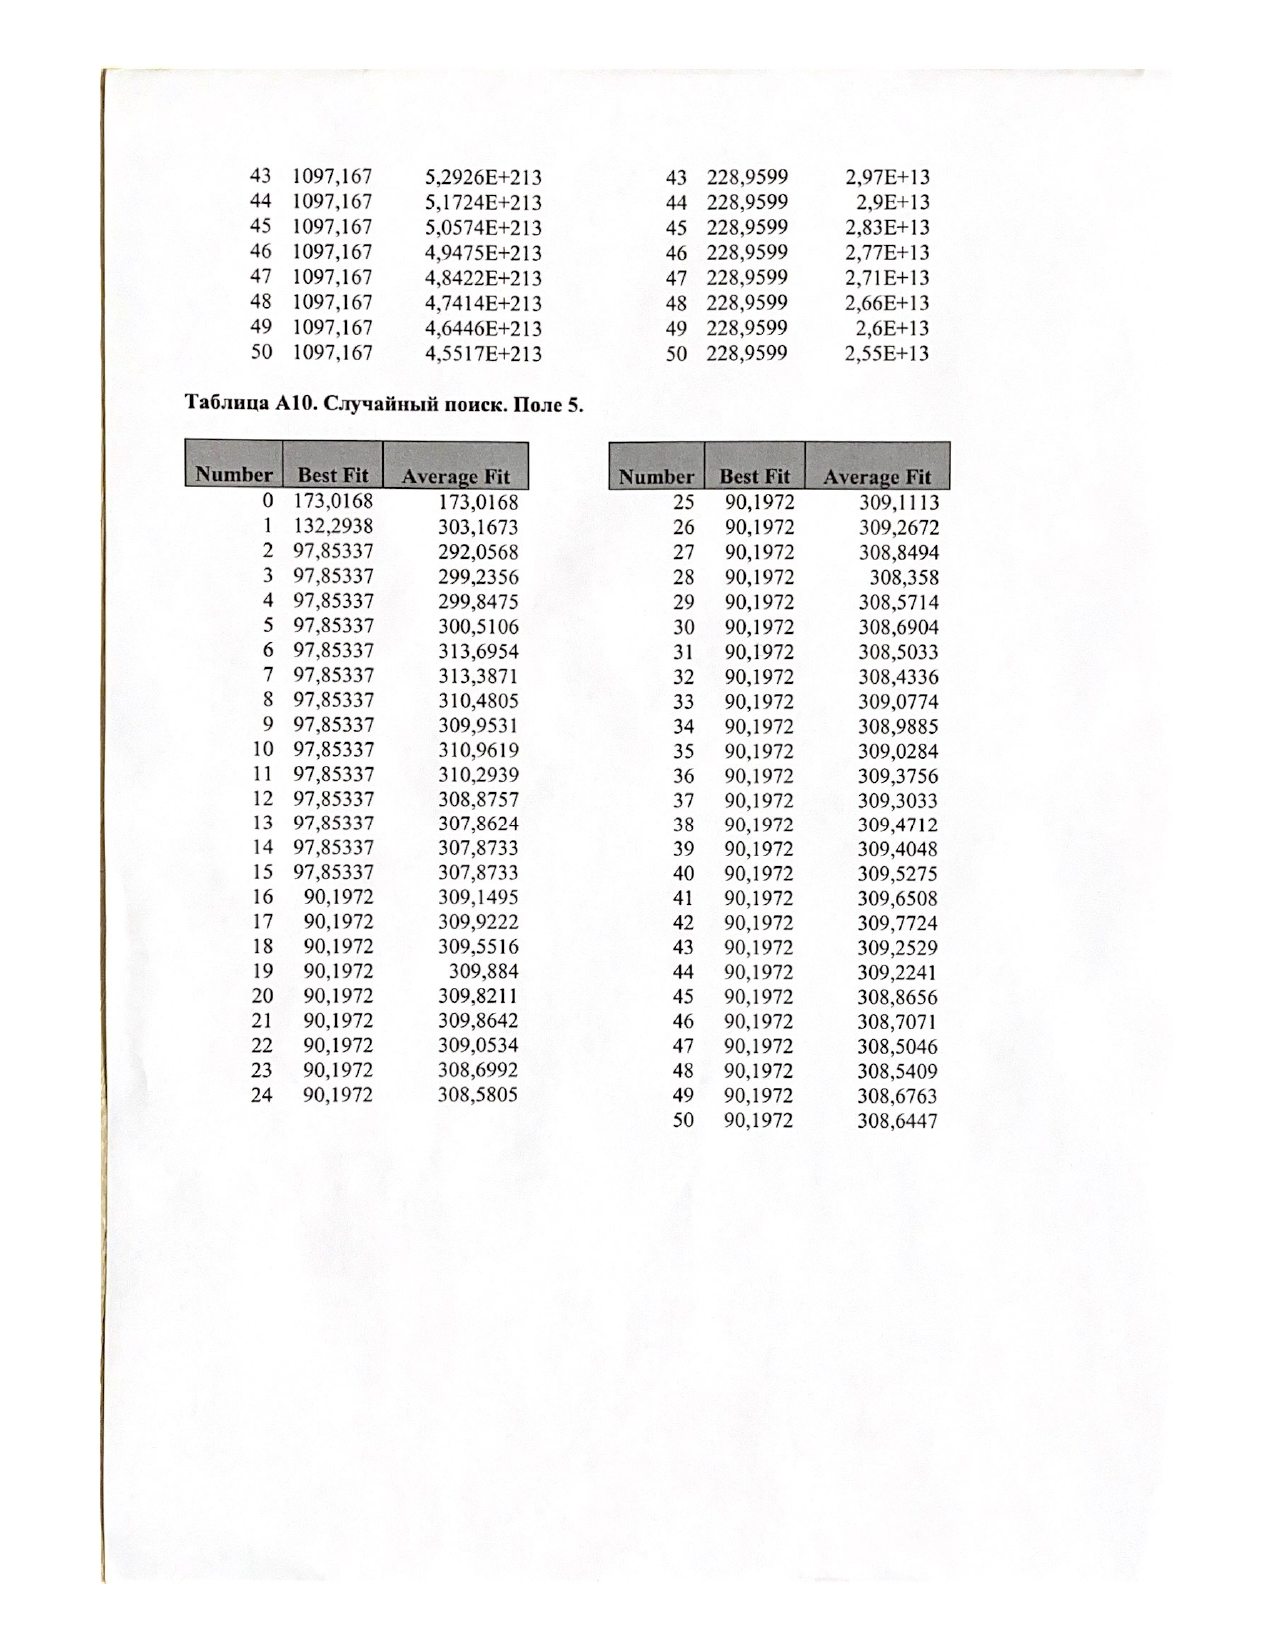 43 1097,167 5,2926E+213 43 228,9599 2,97E+13
44 1097,167 5,1724E+213 44 228,9599 2,9E+13
45 1097,167 5,0574E+213 45 228,9599 2,83E+13
46 1097,167 4,9475E+213 46 228,9599 2,77E+13
47 1097,167 4,8422E+213 47 228,9599 2,71E+13
48 1097,167 4,7414E+213 48 228,9599 2,66E+13
49 1097,167 4,6446E+213 49 228,9599 2,6E+13
50 1097,167 4,5517E+213 50 228,9599 2,55E+13
Таблица А10. Случайный поиск. Поле 5.
Number Best Fit Average Fit Number Best Fit Average Fit
0 173,0168 173,0168 25 90,1972 309,1113
1 132,2938 303,1673 26 90,1972 309,2672
2 97,85337 292,0568 27 90,1972 308,8494
3 97,85337 299,2356 28 90,1972 308,358
4 97,85337 299,8475 29 90,1972 308,5714
5 97,85337 300,5106 30 90,1972 308,6904
6 97,85337 313,6954 31 90,1972 308,5033
7 97,85337 313,3871 32 90,1972 308,4336
8 97,85337 310,4805 33 90,1972 309,0774
9 97,85337 309,9531 34 90,1972 308,9885
10 97,85337 310,9619 35 90,1972 309,0284
11 97,85337 310,2939 36 90,1972 309,3756
12 97,85337 308,8757 37 90,1972 309,3033
13 97,85337 307,8624 38 90,1972 309,4712
14 97,85337 307,8733 39 90,1972 309,4048
15 97,85337 307,8733 40 90,1972 309,5275
16 90,1972 309,1495 41 90,1972 309,6508
17 90,1972 309,9222 42 90,1972 309,7724
18 90,1972 309,5516 43 90,1972 309,2529
19 90,1972 309,884 44 90,1972 309,2241
20 90,1972 309,8211 45 90,1972 308,8656
21 90,1972 309,8642 46 90,1972 308,7071
22 90,1972 309,0534 47 90,1972 308,5046
23 90,1972 308,6992 48 90,1972 308,5409
24 90,1972 308,5805 49 90,1972 308,6763
50 90,1972 308,6447